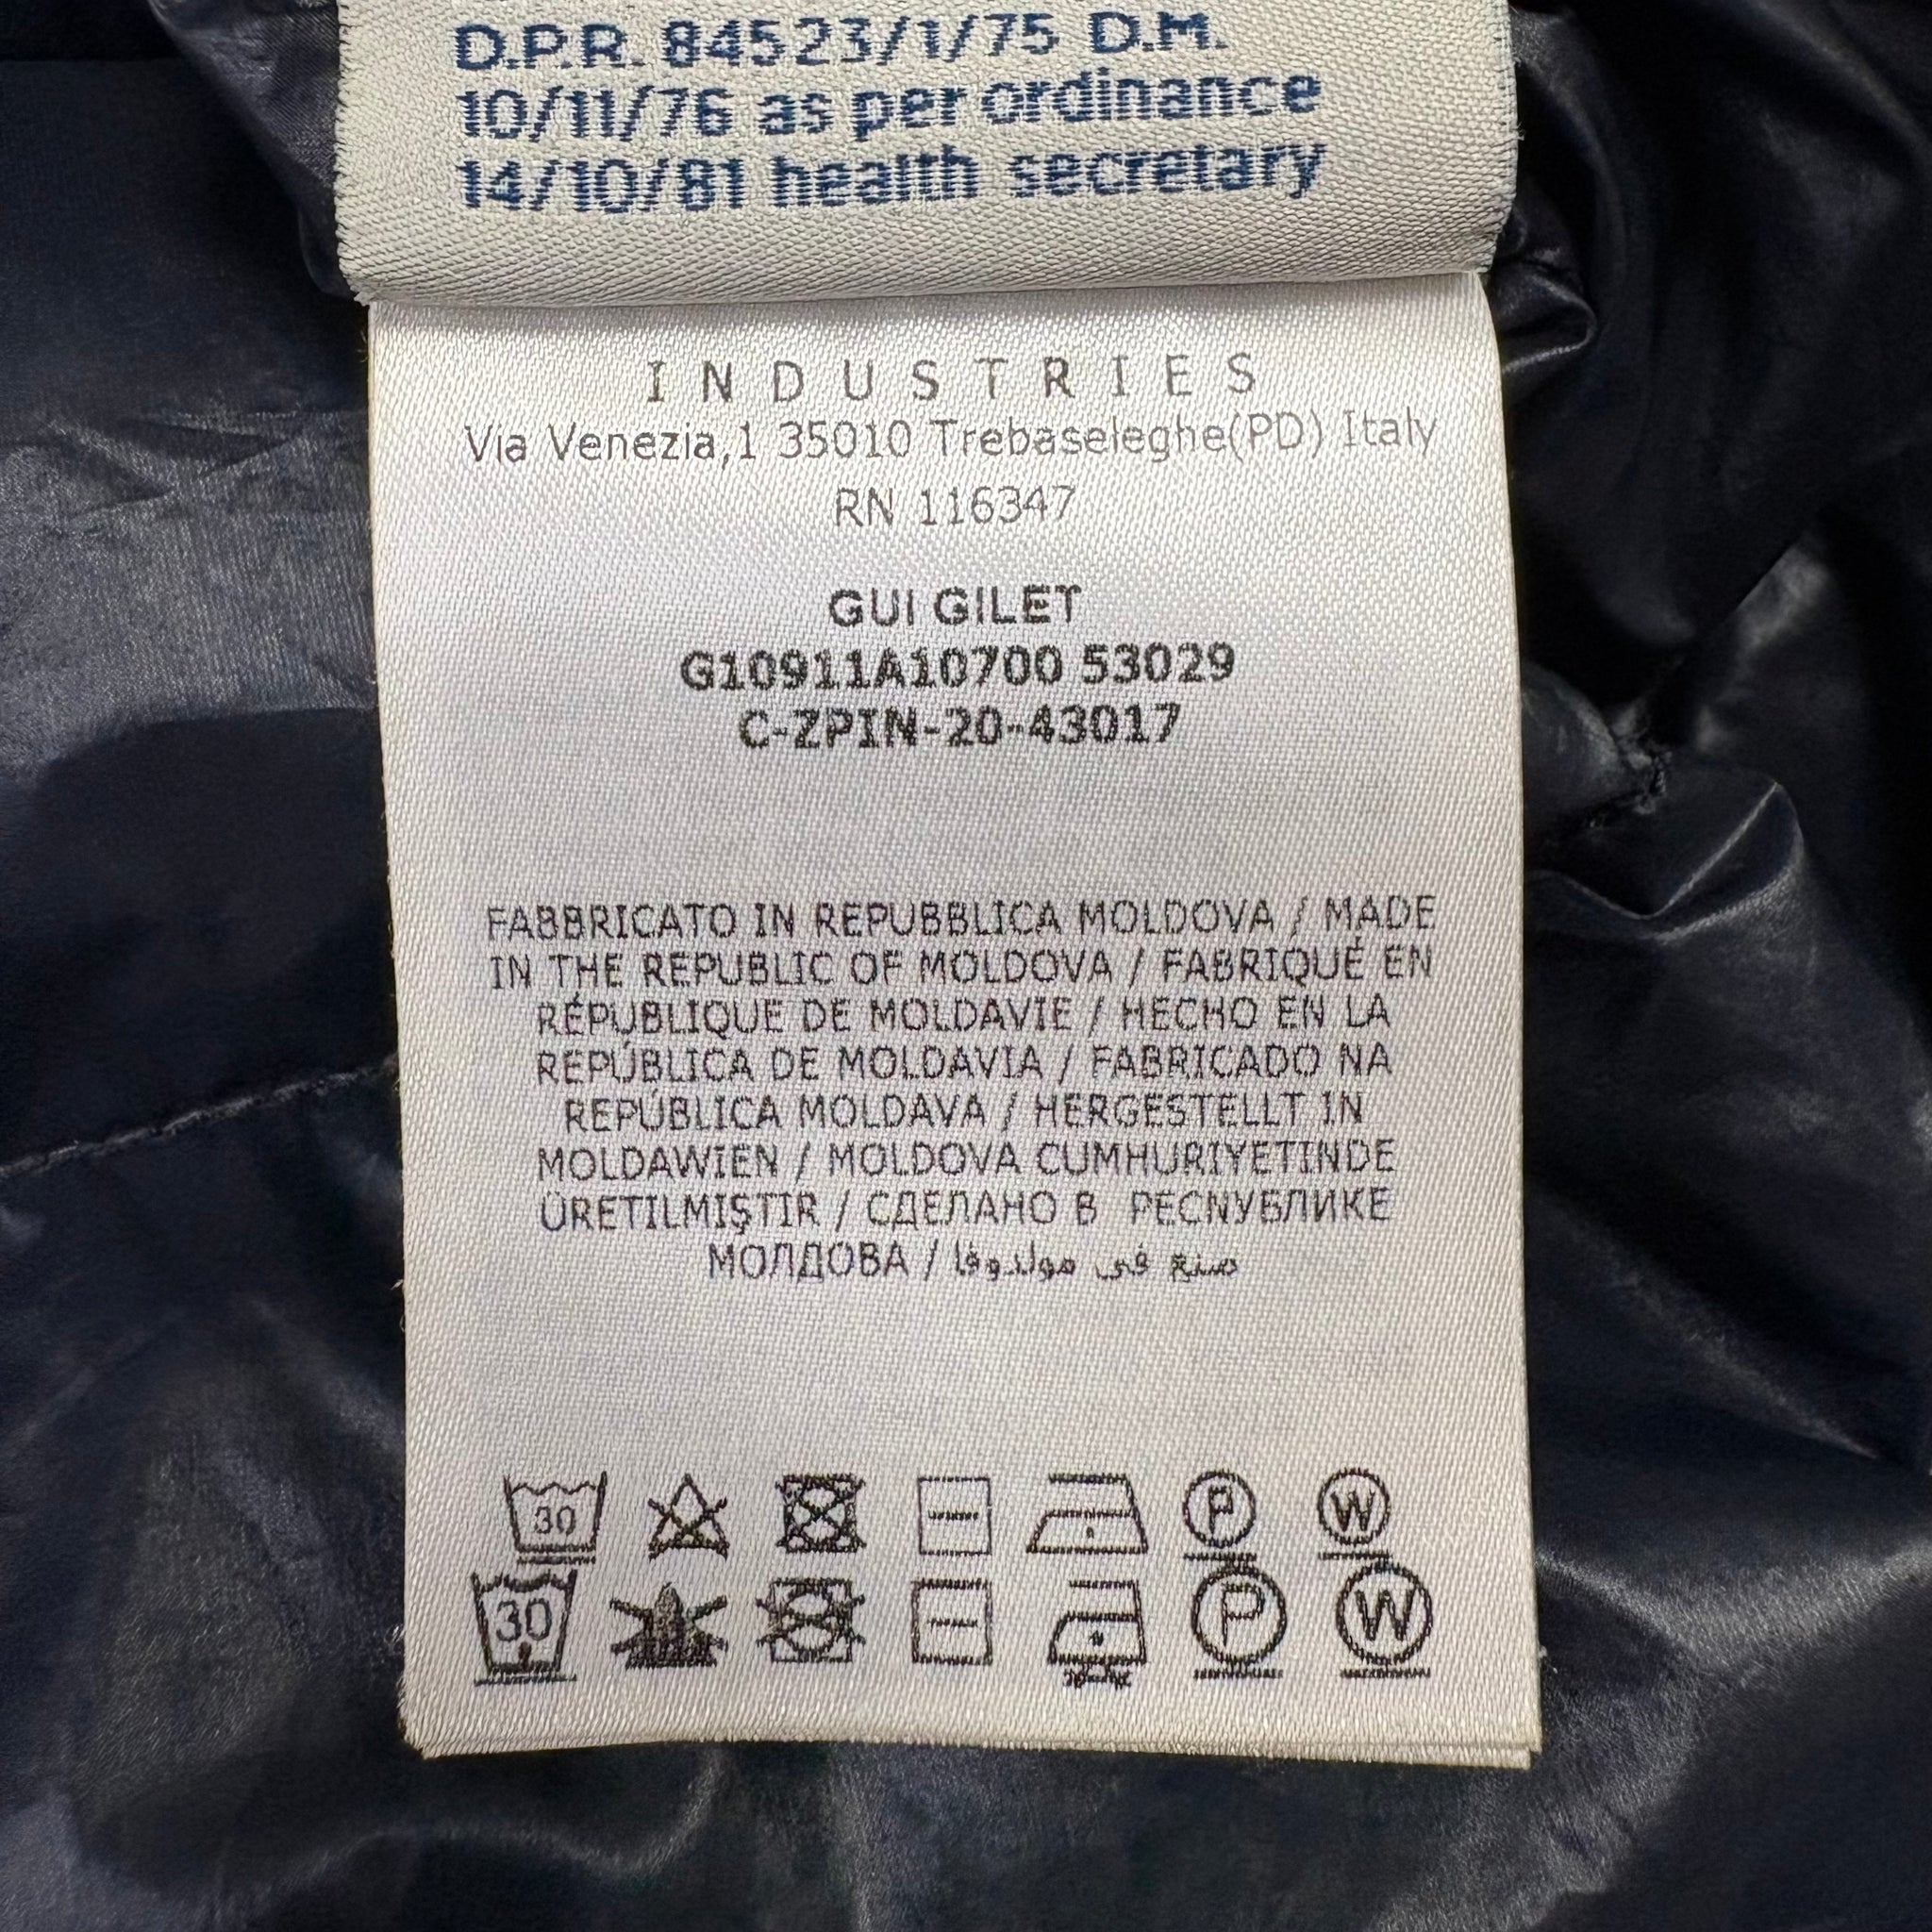 D.P.R. 84523/1/75 D.M.
10/11/76 as per ordinance
14/10/81 health secretary
INDUSTRIES
Via Venezia,1 35010 Trebaseleghe(PD) Italy
RN 116347
GUI GILET
G10911A10700 53029
C-ZPIN-20-43017
FABBRICATO IN REPUBBLICA MOLDOVA / MADE
IN THE REPUBLIC OF MOLDOVA / FABRIQUÉ EN
RÉPUBLIQUE DE MOLDAVIE / HECHO EN LA
REPÚBLICA DE MOLDAVIA / FABRICADO NA
REPÚBLICA MOLDAVA / HERGESTELLT IN
MOLDAWIEN / MOLDOVA CUMHURIYETINDE
ÜRETILMIŞTIR / СДЕЛАНО В РЕСNУБЛИКЕ
МОЛДОВА / صنع في مولدوفا
30 P W
30 P W